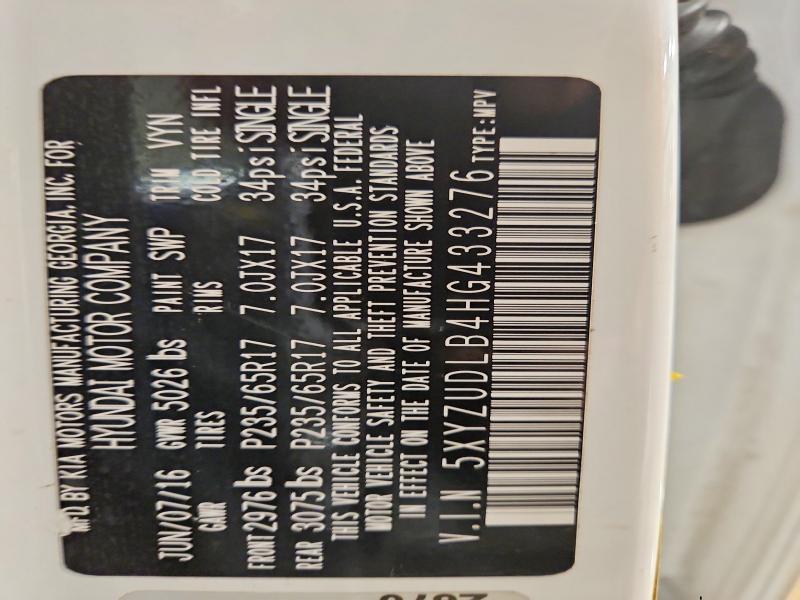 MFD BY KIA MOTORS MANUFACTURING GEORGIA, INC. FOR
HYUNDAI MOTOR COMPANY
JUN/07/16 GVWR 5026 lbs PAINT SWP TRIM VYN
GAWR TIRES RIMS COLD TIRE INFL
FRONT 2976 lbs P235/65R17 7.0JX17 34psi SINGLE
REAR 3075 lbs P235/65R17 7.0JX17 34psi SINGLE
THIS VEHICLE CONFORMS TO ALL APPLICABLE U.S.A. FEDERAL
MOTOR VEHICLE SAFETY AND THEFT PREVENTION STANDARDS
IN EFFECT ON THE DATE OF MANUFACTURE SHOWN ABOVE
V.I.N 5XYZUDLB4HG433276 TYPE:MPV